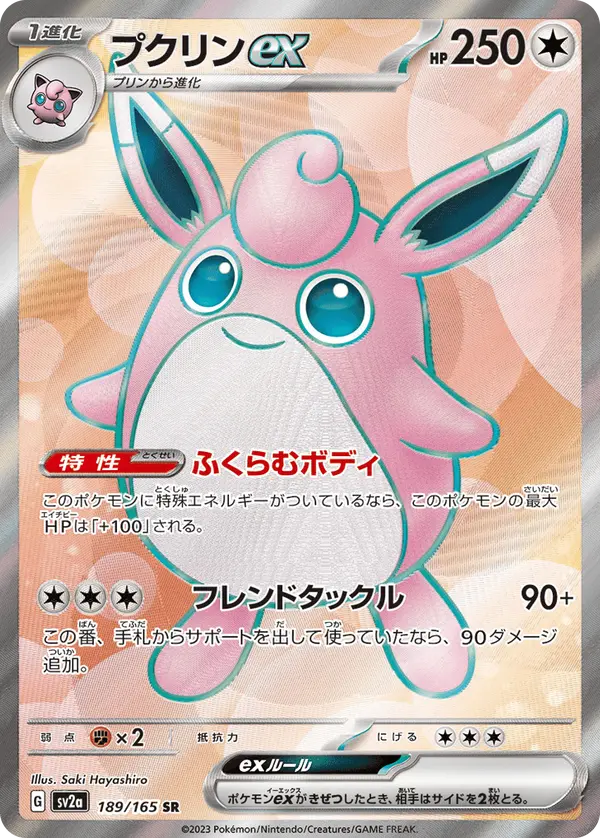 1進化 プクリンex HP 250
プリンから進化
特性 とくせい ふくらむボディ
このポケモンに特殊エネルギーがついているなら、このポケモンの最大
HPは「+100」される。
フレンドタックル 90+
この番、手札からサポートを出して使っていたなら、90ダメージ
追加。
弱点 ×2 抵抗力 にげる
exルール
ポケモンexがきぜつしたとき、相手はサイドを2枚とる。
Illus. Saki Hayashiro
G sv2a 189/165 SR
©2023 Pokémon/Nintendo/Creatures/GAME FREAK.